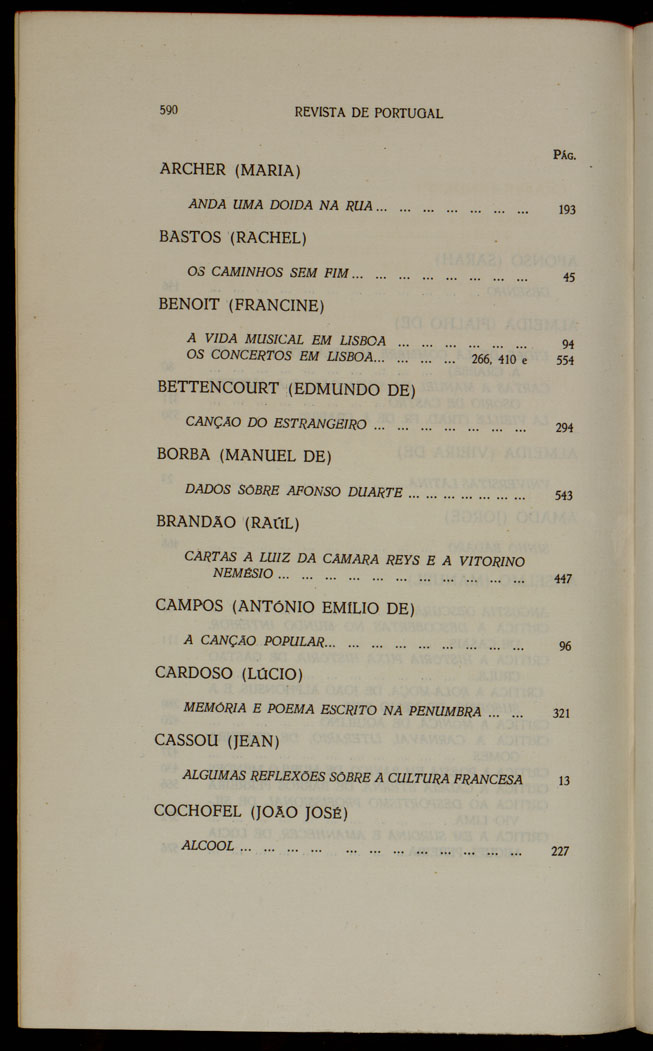 590 REVISTA DE PORTUGAL
PÁG.
ARCHER (MARIA)
ANDA UMA DOIDA NA RUA ... ... ... ... ... ... ... 193
BASTOS (RACHEL)
OS CAMINHOS SEM FIM ... ... ... ... ... ... ... ... 45
BENOIT (FRANCINE)
A VIDA MUSICAL EM LISBOA ... ... ... ... ... ... 94
OS CONCERTOS EM LISBOA... ... ... ... 266, 410 e 554
BETTENCOURT (EDMUNDO DE)
CANÇÃO DO ESTRANGEIRO ... ... ... ... ... ... ... 294
BORBA (MANUEL DE)
DADOS SÔBRE AFONSO DUARTE ... ... ... ... ... ... 543
BRANDÃO (RAÚL)
CARTAS A LUIZ DA CAMARA REYS E A VITORINO
NEMÉSIO ... ... ... ... ... ... ... ... ... ... ... 447
CAMPOS (ANTÓNIO EMÍLIO DE)
A CANÇÃO POPULAR... ... ... ... ... ... ... ... ... 96
CARDOSO (LÚCIO)
MEMÓRIA E POEMA ESCRITO NA PENUMBRA ... ... 321
CASSOU (JEAN)
ALGUMAS REFLEXÕES SÔBRE A CULTURA FRANCESA 13
COCHOFEL (JOÃO JOSÉ)
ALCOOL ... ... ... ... ... ... ... ... ... ... ... ... 227